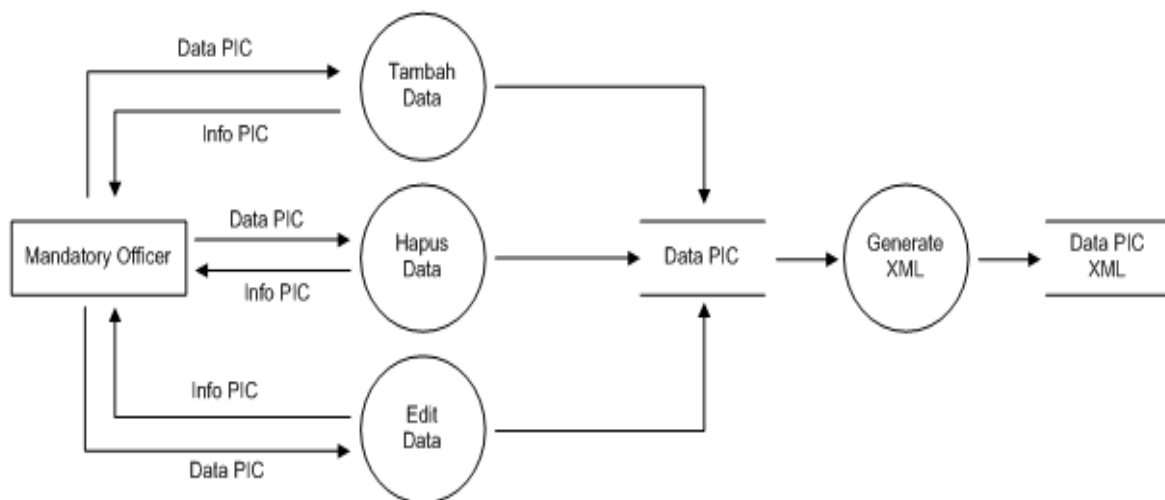 Data PIC
Tambah
Data
Info PIC
Data PIC
Mandatory Officer
Hapus
Data
Info PIC
Data PIC
Generate
XML
Data PIC
XML
Info PIC
Edit
Data
Data PIC